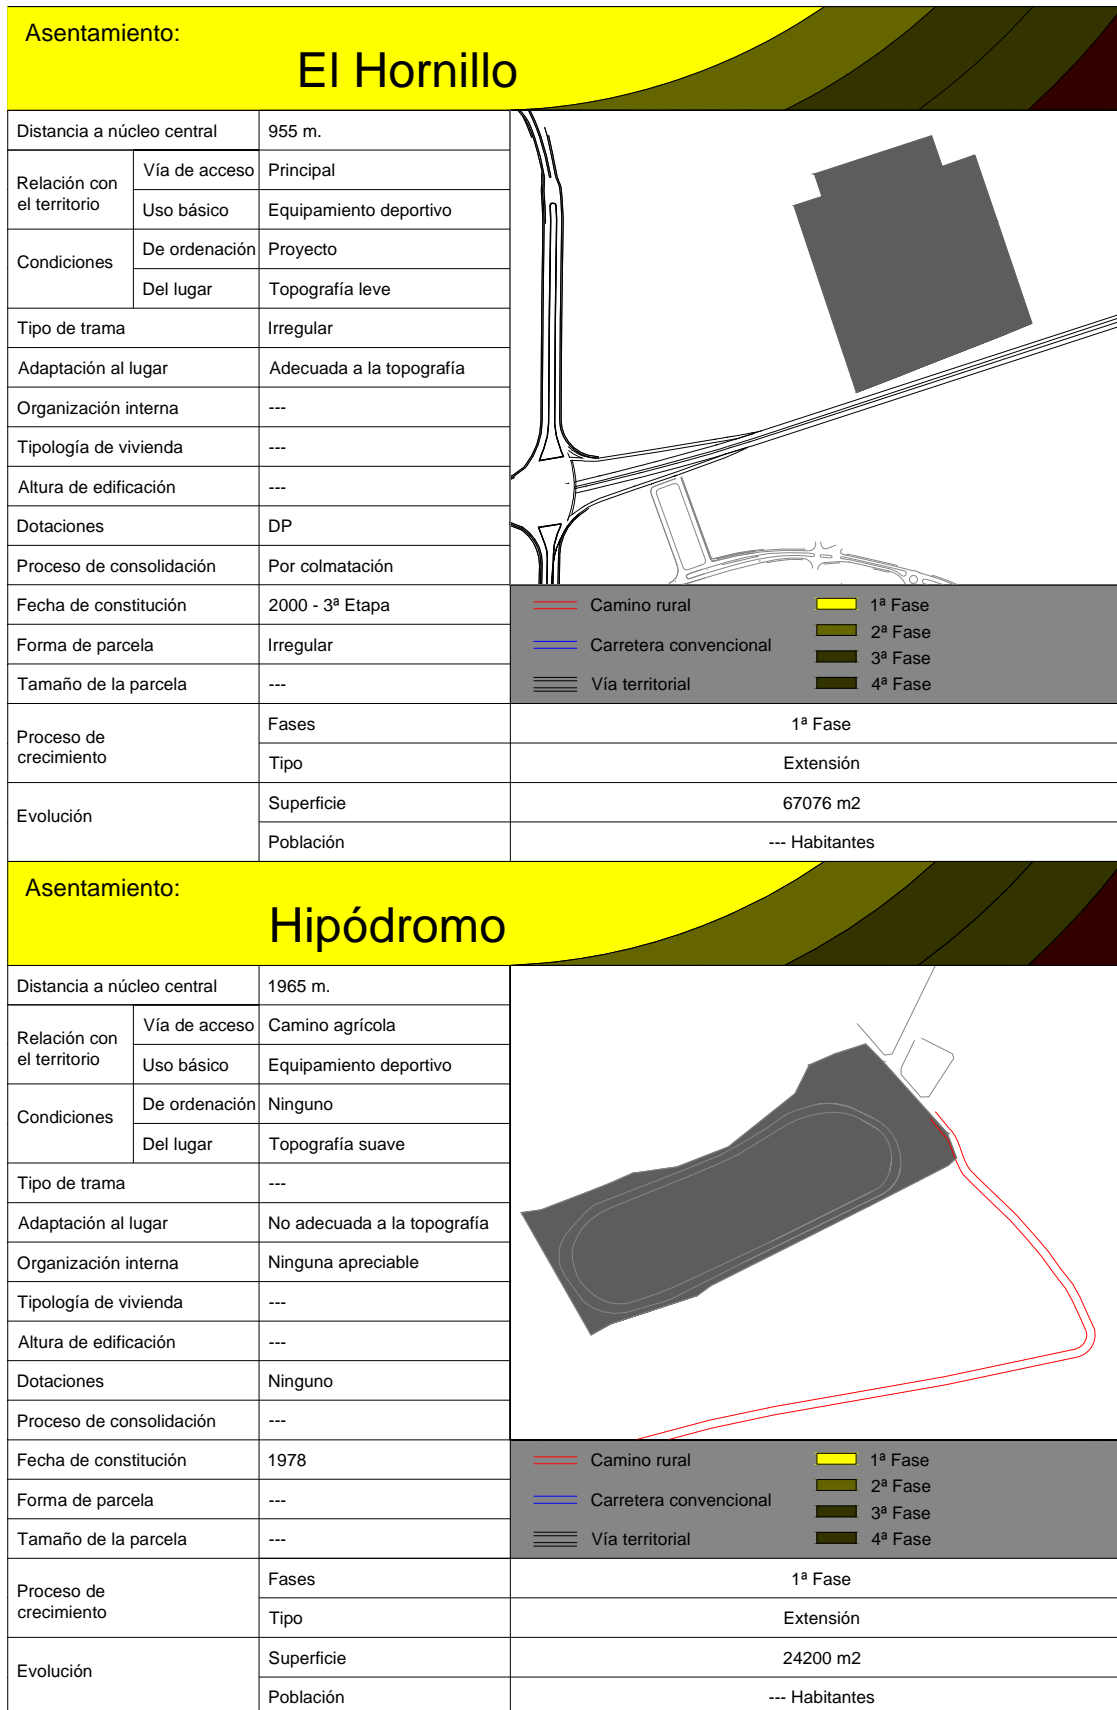 Asentamiento:
El Hornillo
Distancia a núcleo central 955 m.
Relación con el territorio
Vía de acceso Principal
Uso básico Equipamiento deportivo
Condiciones
De ordenación Proyecto
Del lugar Topografía leve
Tipo de trama Irregular
Adaptación al lugar Adecuada a la topografía
Organización interna ---
Tipología de vivienda ---
Altura de edificación ---
Dotaciones DP
Proceso de consolidación Por colmatación
Fecha de constitución 2000 - 3ª Etapa
Forma de parcela Irregular
Tamaño de la parcela ---
Camino rural 1ª Fase
2ª Fase
Carretera convencional
3ª Fase
Vía territorial 4ª Fase
Proceso de
crecimiento
Fases 1ª Fase
Tipo Extensión
Evolución
Superficie 67076 m2
Población --- Habitantes
Asentamiento:
Hipódromo
Distancia a núcleo central 1965 m.
Relación con
el territorio
Vía de acceso Camino agrícola
Uso básico Equipamiento deportivo
Condiciones
De ordenación Ninguno
Del lugar Topografía suave
Tipo de trama ---
Adaptación al lugar No adecuada a la topografía
Organización interna Ninguna apreciable
Tipología de vivienda ---
Altura de edificación ---
Dotaciones Ninguno
Proceso de consolidación ---
Fecha de constitución 1978
Forma de parcela ---
Tamaño de la parcela ---
Camino rural 1ª Fase
2ª Fase
Carretera convencional
3ª Fase
Vía territorial 4ª Fase
Proceso de
crecimiento
Fases 1ª Fase
Tipo Extensión
Evolución
Superficie 24200 m2
Población --- Habitantes